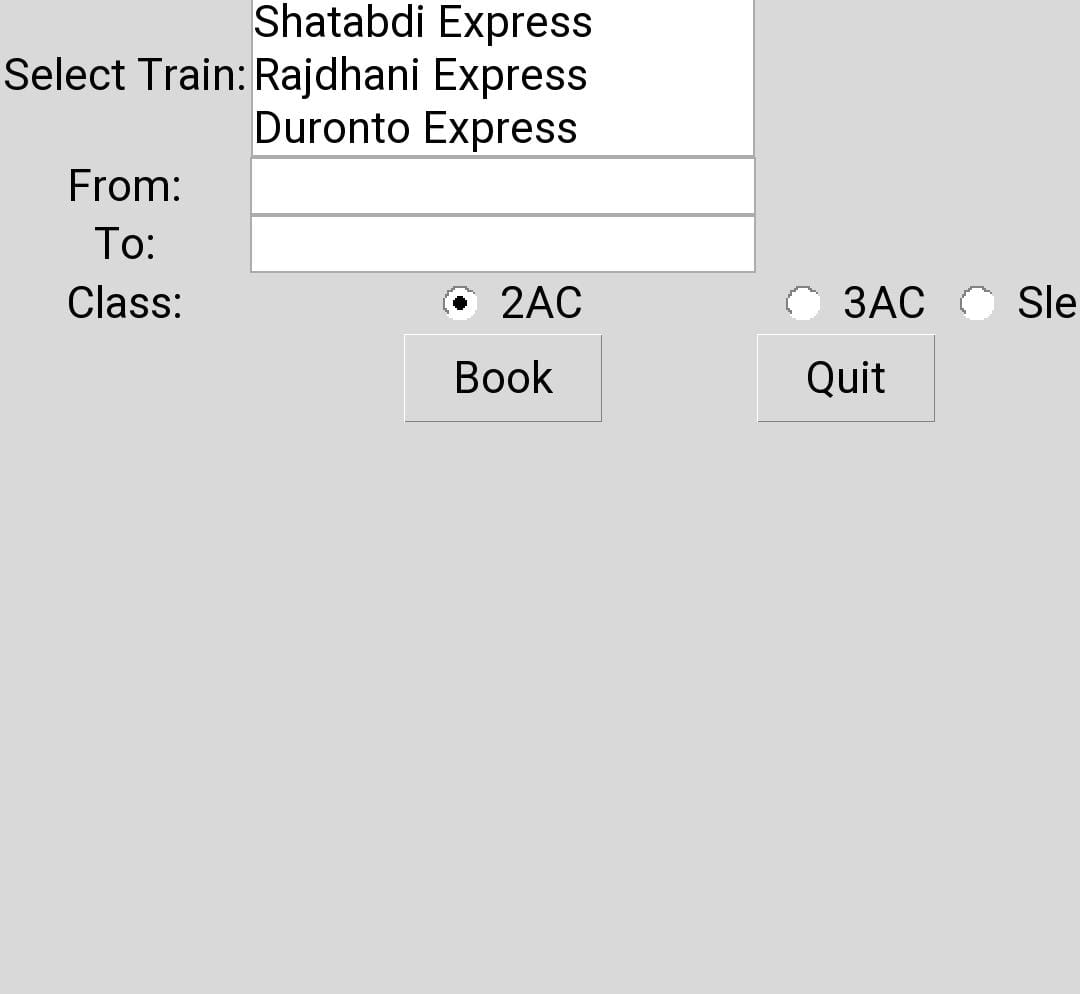 Shatabdi Express
Select Train: Rajdhani Express
Duronto Express
From:
To:
Class: 2AC 3AC Sle
Book Quit